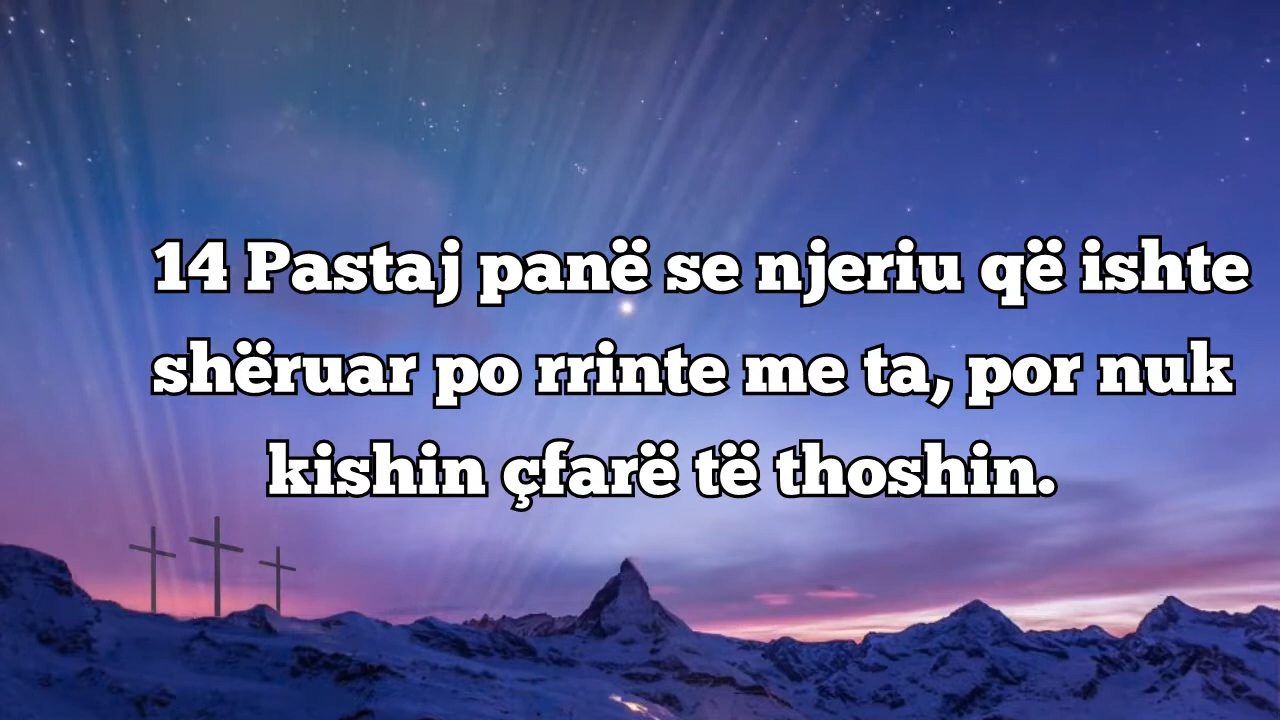 14 Pastaj panë se njeriu që ishte
shëruar po rrinte me ta, por nuk
kishin çfarë të thoshin.